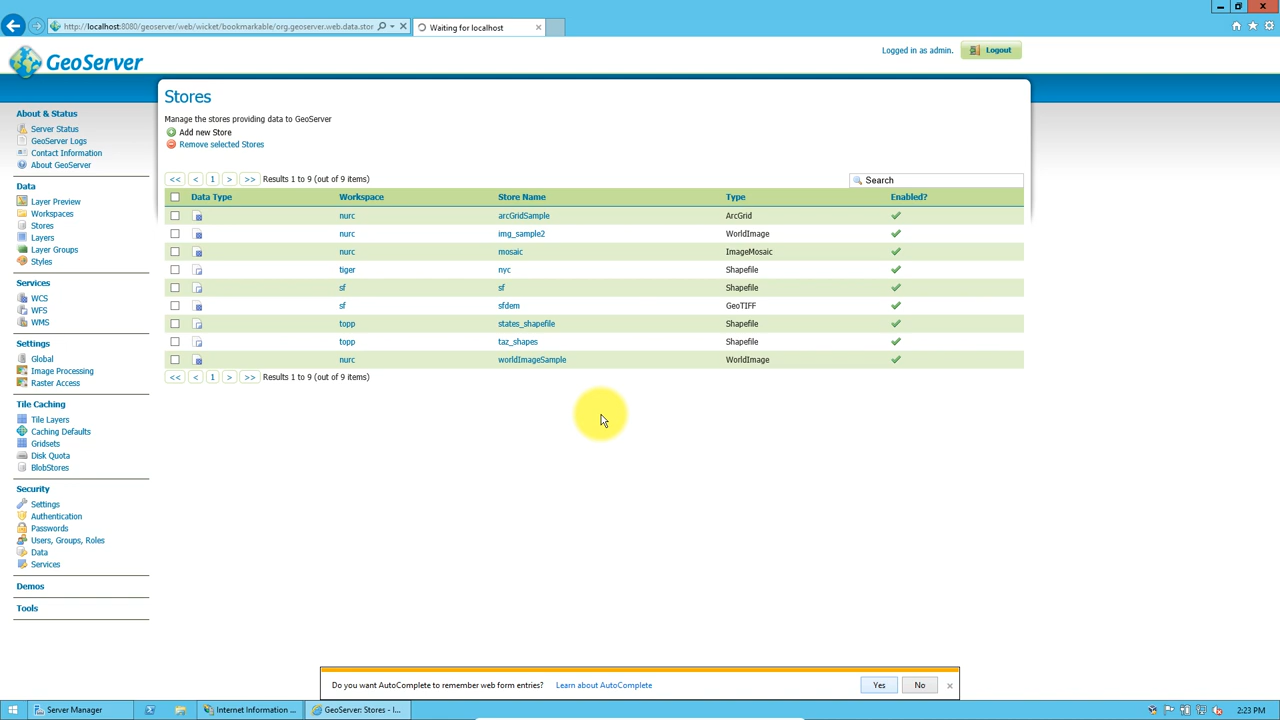 http://localhost:8080/geoserver/web/wicket/bookmarkable/org.geoserver.web.data.stor
Waiting for localhost
GeoServer
Logged in as admin.
Logout
Stores
Manage the stores providing data to GeoServer
Add new Store
Remove selected Stores
<< < 1 > >> Results 1 to 9 (out of 9 items)
Search
Data Type Workspace Store Name Type Enabled?
nurc arcGridSample ArcGrid
nurc img_sample2 WorldImage
nurc mosaic ImageMosaic
tiger nyc Shapefile
sf sf Shapefile
sf sfdem GeoTIFF
topp states_shapefile Shapefile
topp taz_shapes Shapefile
nurc worldImageSample WorldImage
<< < 1 > >> Results 1 to 9 (out of 9 items)
About & Status
Server Status
GeoServer Logs
Contact Information
About GeoServer
Data
Layer Preview
Workspaces
Stores
Layers
Layer Groups
Styles
Services
WCS
WFS
WMS
Settings
Global
Image Processing
Raster Access
Tile Caching
Tile Layers
Caching Defaults
Gridsets
Disk Quota
BlobStores
Security
Settings
Authentication
Passwords
Users, Groups, Roles
Data
Services
Demos
Tools
Do you want AutoComplete to remember web form entries? Learn about AutoComplete Yes No
Server Manager
Internet Information ...
GeoServer: Stores - I...
2:23 PM